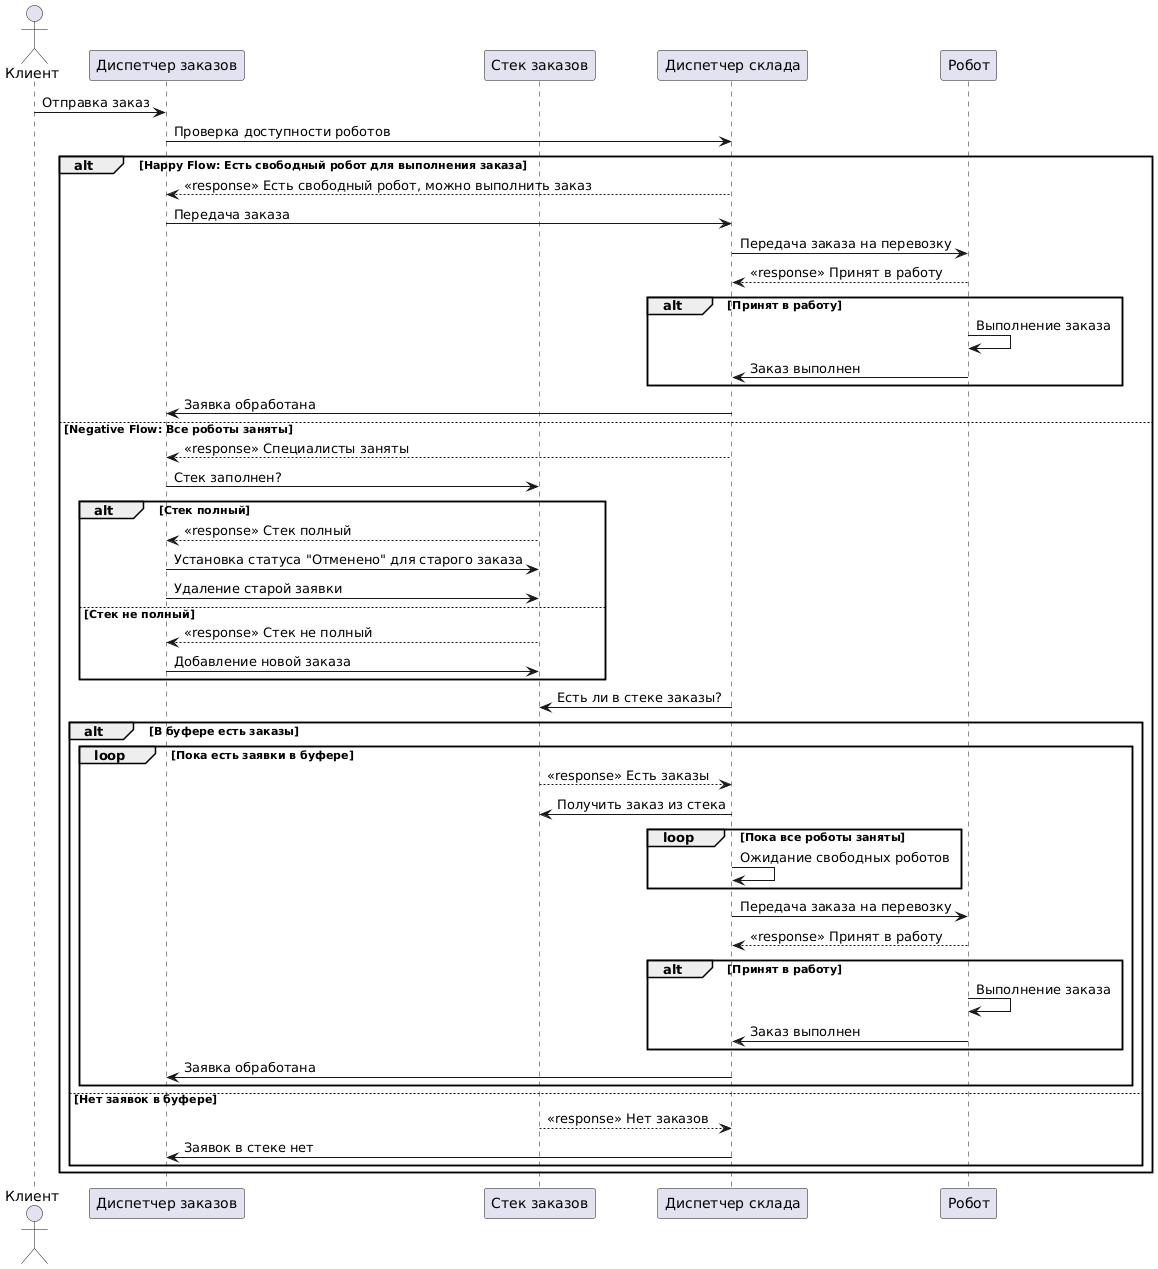 Клиент
Диспетчер заказов
Стек заказов
Диспетчер склада
Робот
Отправка заказ
Проверка доступности роботов
alt [Happy Flow: Есть свободный робот для выполнения заказа]
«response» Есть свободный робот, можно выполнить заказ
Передача заказа
Передача заказа на перевозку
«response» Принят в работу
alt [Принят в работу]
Выполнение заказа
Заказ выполнен
Заявка обработана
[Negative Flow: Все роботы заняты]
«response» Специалисты заняты
Стек заполнен?
alt [Стек полный]
«response» Стек полный
Установка статуса "Отменено" для старого заказа
Удаление старой заявки
[Стек не полный]
«response» Стек не полный
Добавление новой заказа
Есть ли в стеке заказы?
alt [В буфере есть заказы]
loop [Пока есть заявки в буфере]
«response» Есть заказы
Получить заказ из стека
loop [Пока все роботы заняты]
Ожидание свободных роботов
Передача заказа на перевозку
«response» Принят в работу
alt [Принят в работу]
Выполнение заказа
Заказ выполнен
Заявка обработана
[Нет заявок в буфере]
«response» Нет заказов
Заявок в стеке нет
Клиент
Диспетчер заказов
Стек заказов
Диспетчер склада
Робот